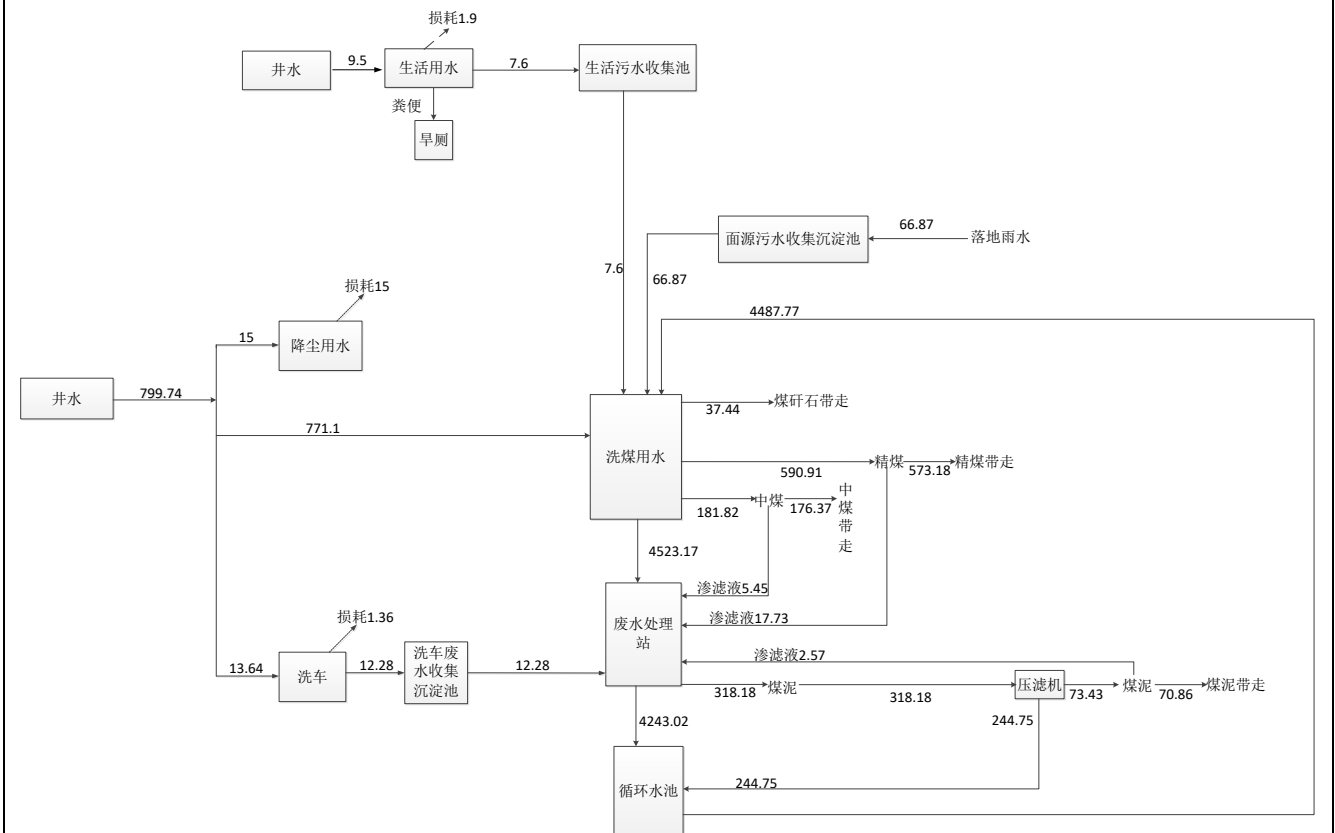 损耗1.9
井水
9.5
生活用水
7.6
生活污水收集池
粪便
旱厕
面源污水收集沉淀池
66.87
落地雨水
7.6
66.87
损耗15
4487.77
15
降尘用水
井水
799.74
771.1
洗煤用水
37.44
煤矸石带走
590.91
精煤
573.18
精煤带走
181.82
中煤
176.37
中
煤
带
走
4523.17
渗滤液5.45
废水处理
站
渗滤液17.73
损耗1.36
13.64
洗车
12.28
洗车废
水收集
沉淀池
12.28
渗滤液2.57
318.18
煤泥
318.18
压滤机
73.43
煤泥
70.86
煤泥带走
4243.02
244.75
循环水池
244.75